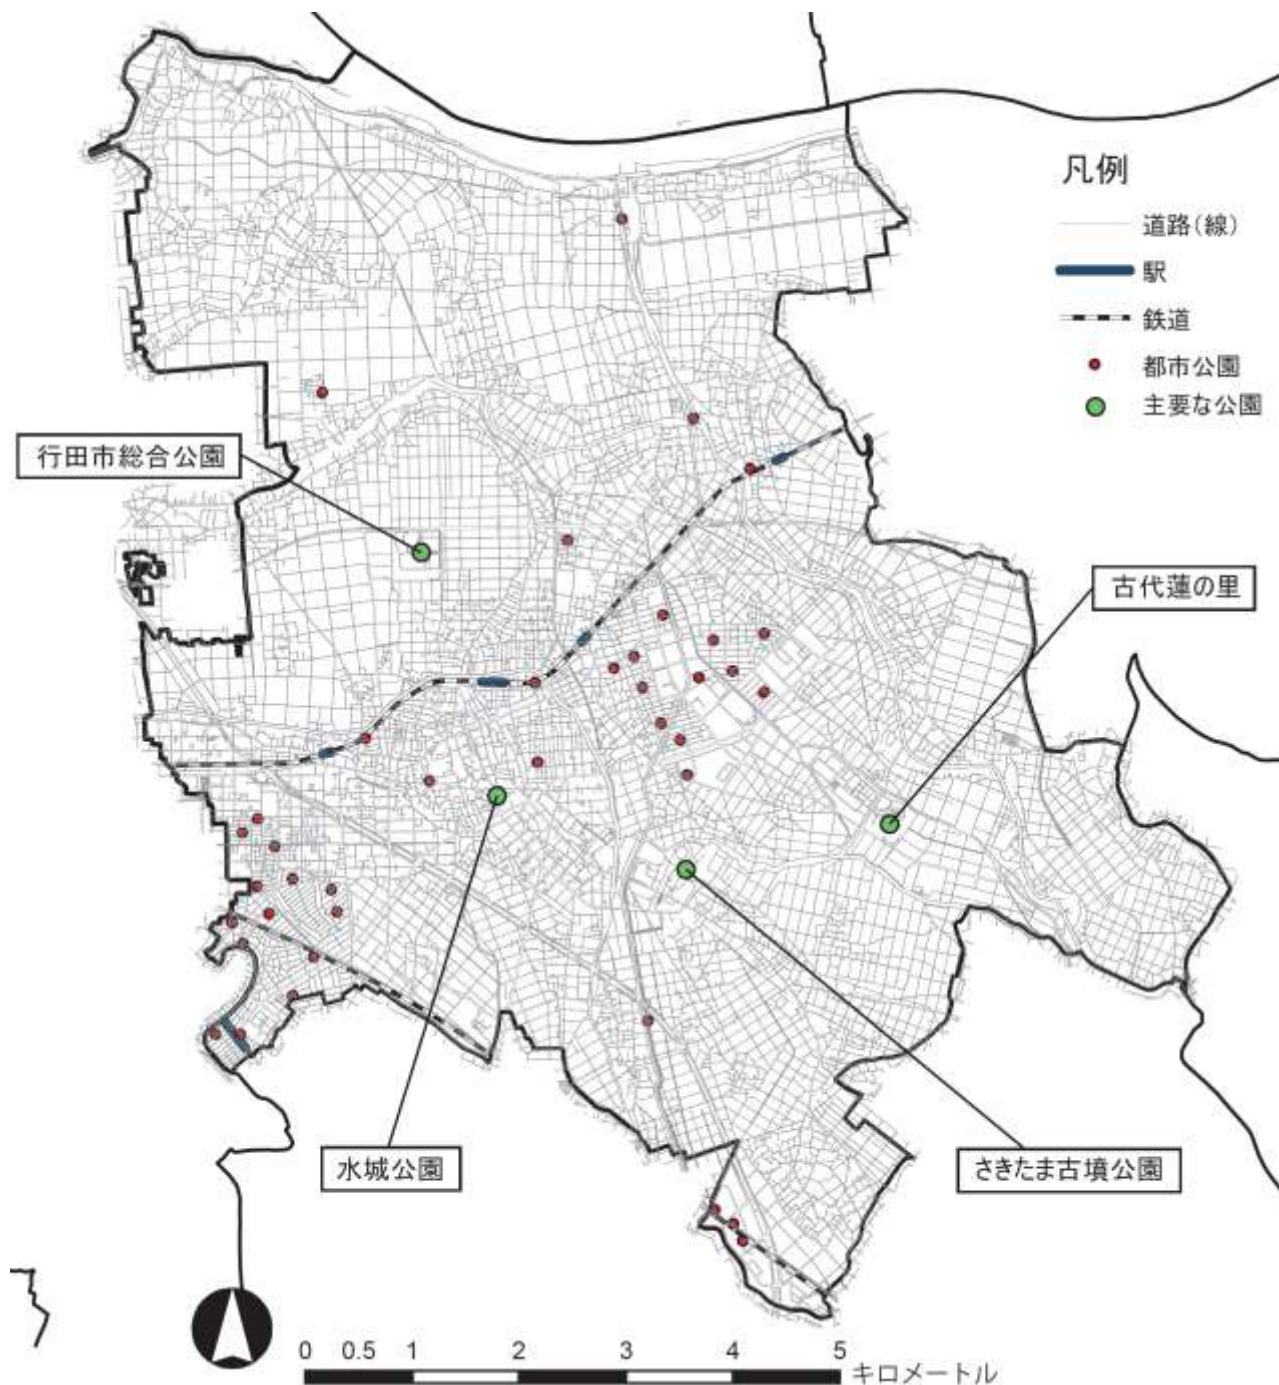 凡例
道路(線)
駅
鉄道
都市公園
主要な公園
行田市総合公園
古代蓮の里
水城公園
さきたま古墳公園
0 0.5 1 2 3 4 5
キロメートル